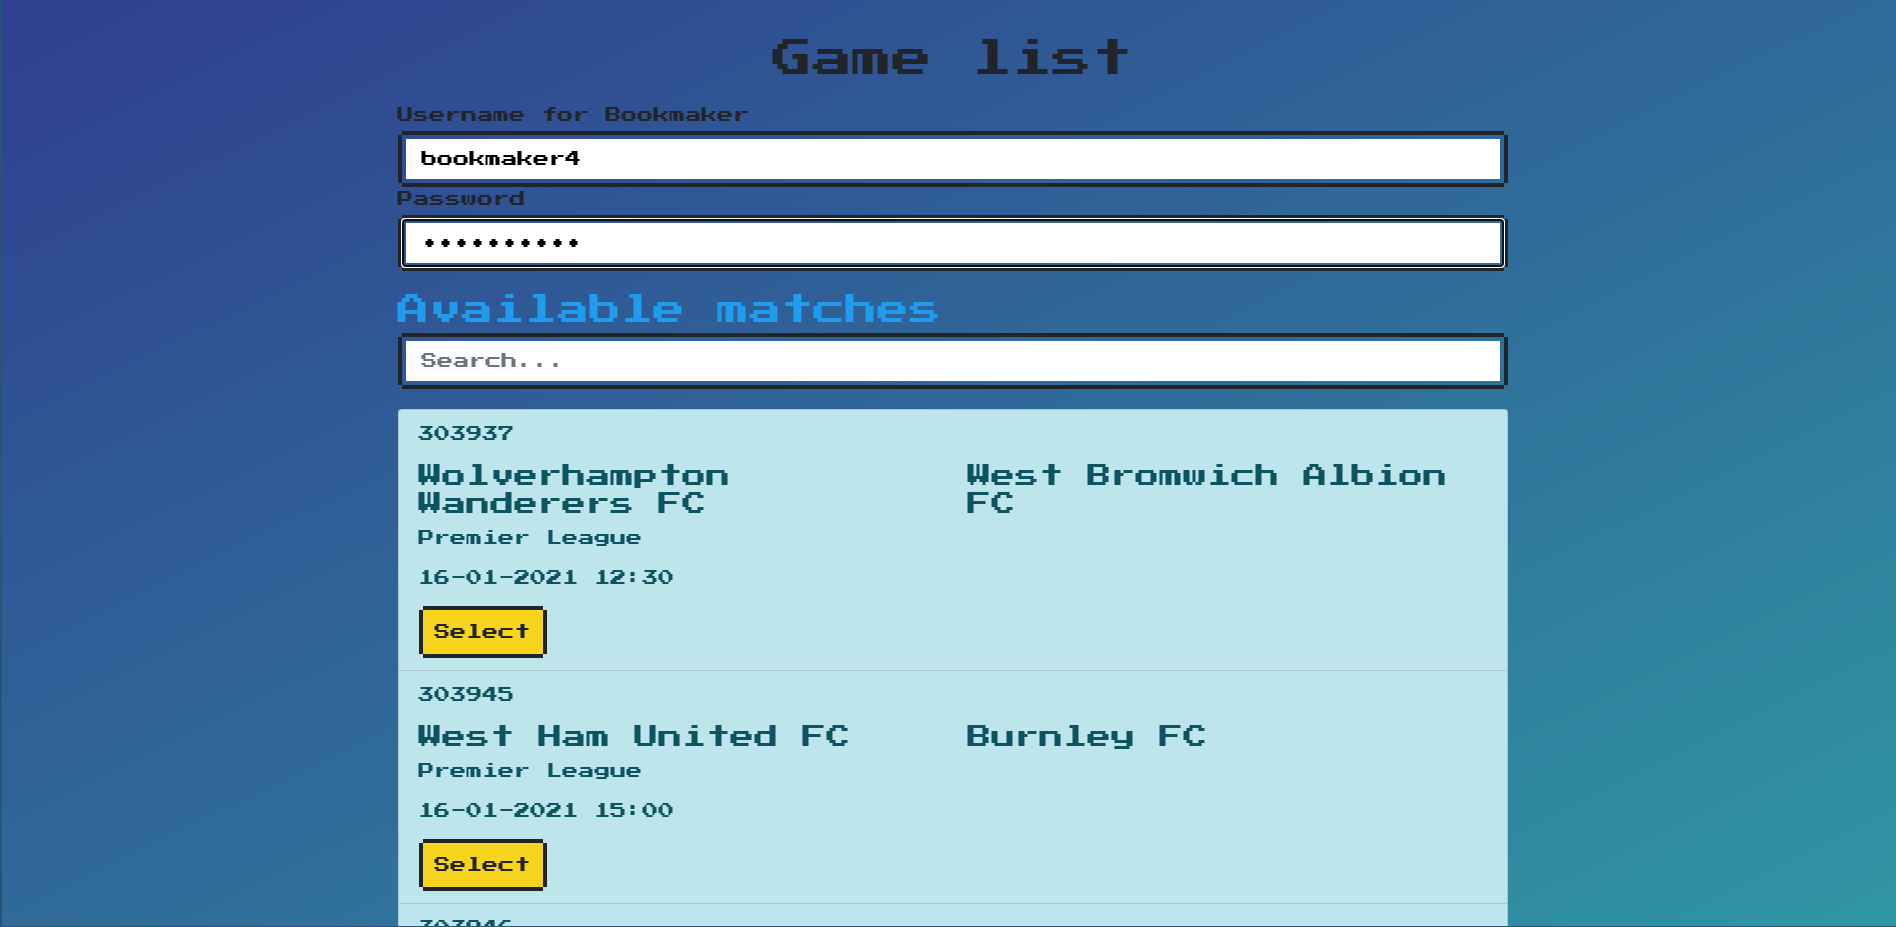 Game list
Username for Bookmaker
bookmaker4
Password
••••••••••
Available matches
Search...
303937
Wolverhampton Wanderers FC
West Bromwich Albion FC
Premier League
16-01-2021 12:30
Select
303945
West Ham United FC
Burnley FC
Premier League
16-01-2021 15:00
Select